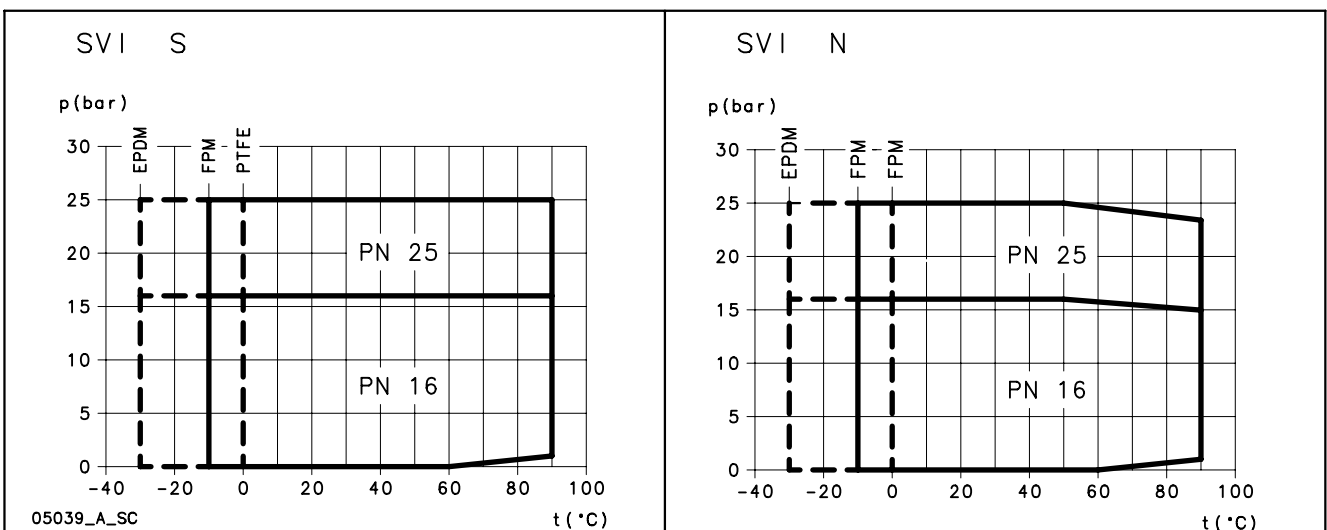 SVI S
p(bar)
EPDM
FPM
PTFE
30
25
20
15
10
5
0
PN 25
PN 16
-40 -20 0 20 40 60 80 100
05039_A_SC
t(°C)
SVI N
p(bar)
EPDM
FPM
FPM
30
25
20
15
10
5
0
PN 25
PN 16
-40 -20 0 20 40 60 80 100
t(°C)